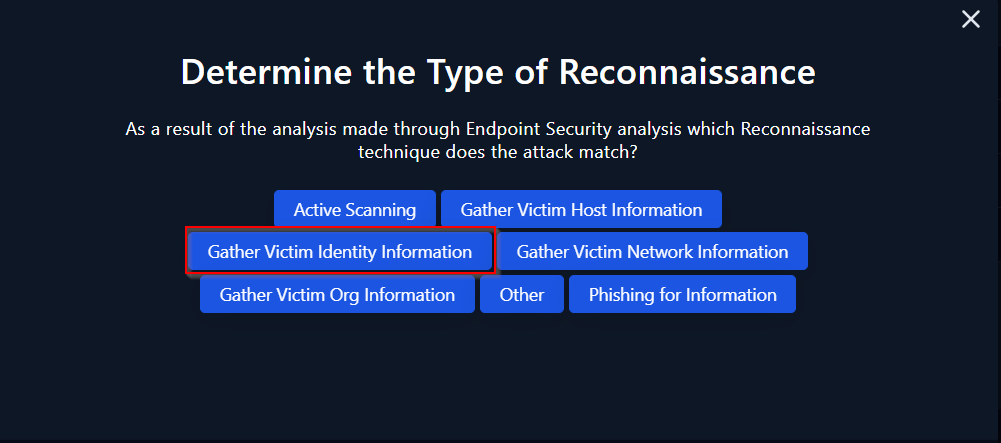 Determine the Type of Reconnaissance
As a result of the analysis made through Endpoint Security analysis which Reconnaissance
technique does the attack match?
Active Scanning
Gather Victim Host Information
Gather Victim Identity Information
Gather Victim Network Information
Gather Victim Org Information
Other
Phishing for Information